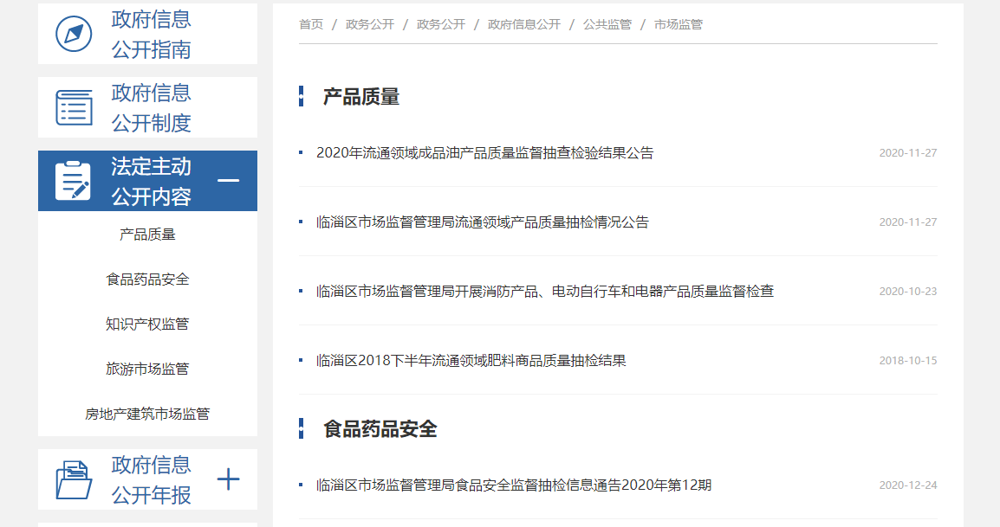 政府信息
公开指南
政府信息
公开制度
法定主动
公开内容
产品质量
食品药品安全
知识产权监管
旅游市场监管
房地产建筑市场监管
政府信息
公开年报
首页 / 政务公开 / 政务公开 / 政府信息公开 / 公共监管 / 市场监管
产品质量
2020年流通领域成品油产品质量监督抽查检验结果公告 2020-11-27
临淄区市场监督管理局流通领域产品质量抽检情况公告 2020-11-27
临淄区市场监督管理局开展消防产品、电动自行车和电器产品质量监督检查 2020-10-23
临淄区2018下半年流通领域肥料商品质量抽检结果 2018-10-15
食品药品安全
临淄区市场监督管理局食品安全监督抽检信息通告2020年第12期 2020-12-24